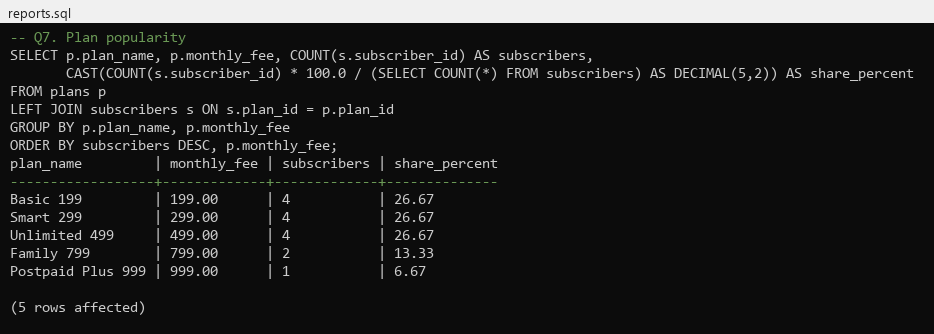 reports.sql
-- Q7. Plan popularity
SELECT p.plan_name, p.monthly_fee, COUNT(s.subscriber_id) AS subscribers,
       CAST(COUNT(s.subscriber_id) * 100.0 / (SELECT COUNT(*) FROM subscribers) AS DECIMAL(5,2)) AS share_percent
FROM plans p
LEFT JOIN subscribers s ON s.plan_id = p.plan_id
GROUP BY p.plan_name, p.monthly_fee
ORDER BY subscribers DESC, p.monthly_fee;
plan_name         | monthly_fee | subscribers | share_percent
------------------+-------------+-------------+--------------
Basic 199         | 199.00      | 4           | 26.67
Smart 299         | 299.00      | 4           | 26.67
Unlimited 499     | 499.00      | 4           | 26.67
Family 799        | 799.00      | 2           | 13.33
Postpaid Plus 999 | 999.00      | 1           | 6.67
(5 rows affected)